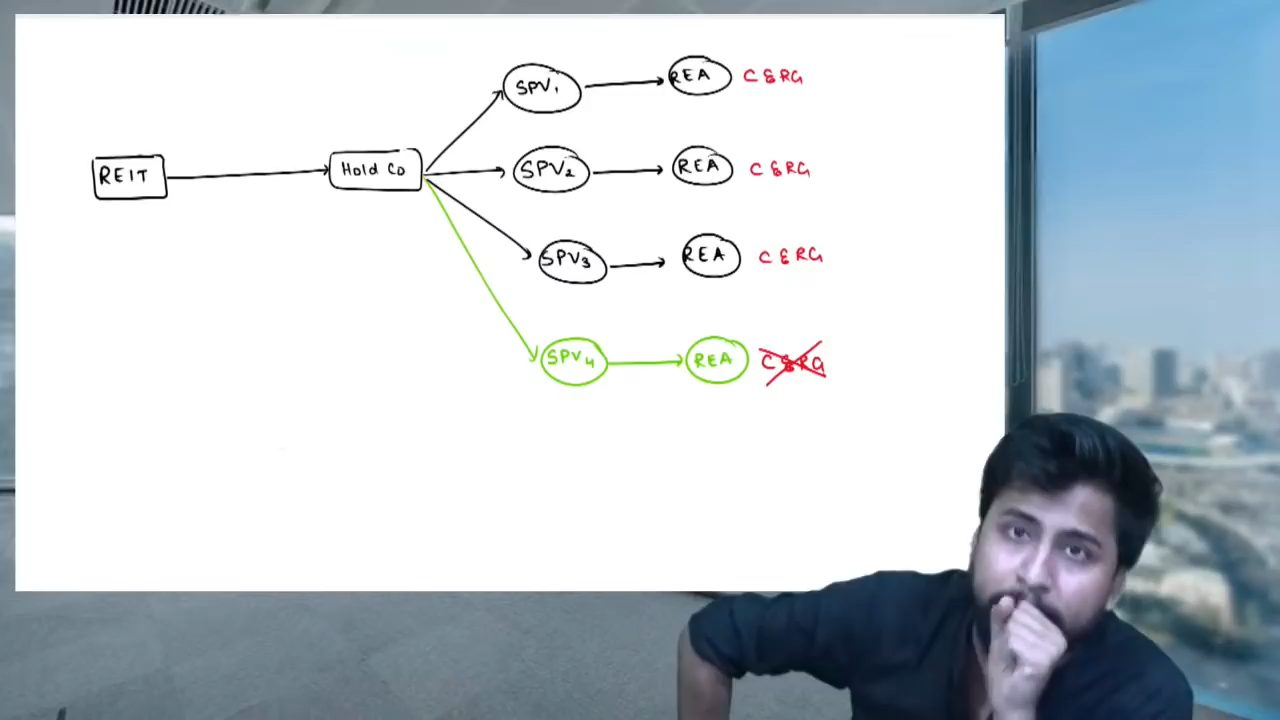 SPV1 REA C & RG
REIT Hold Co SPV2 REA C & RG
SPV3 REA C & RG
SPV4 REA C & RG